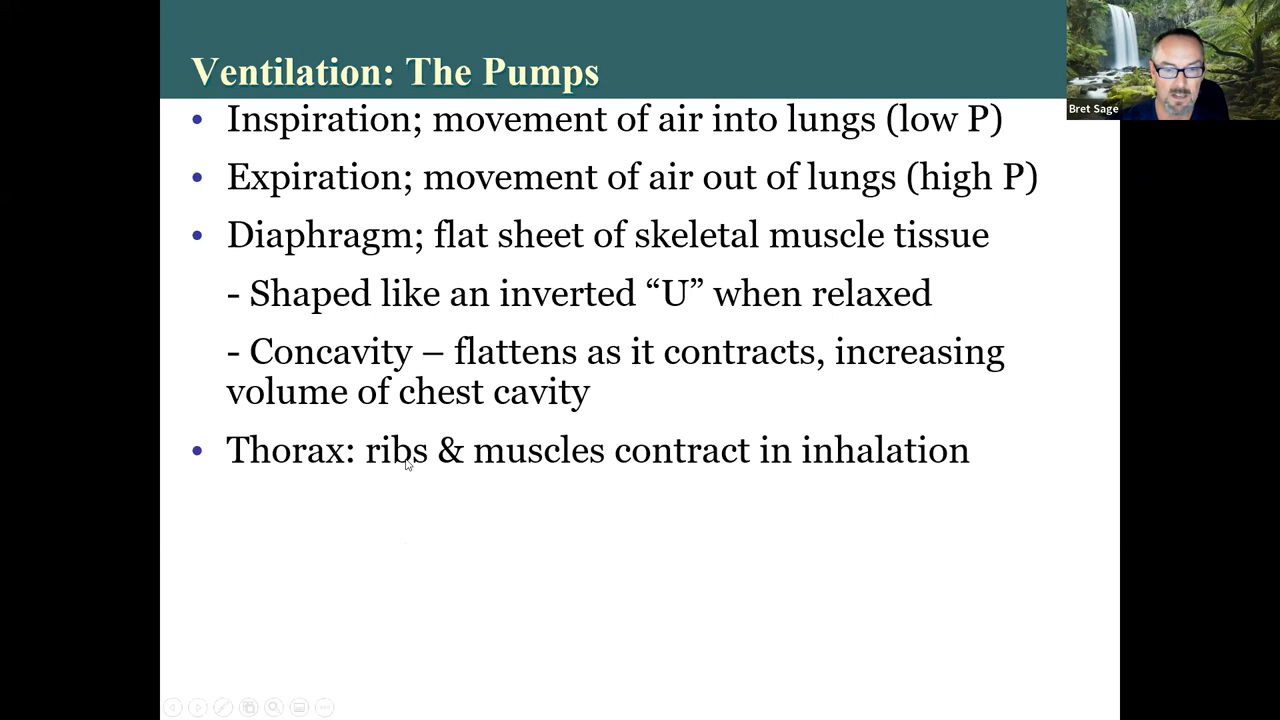 Ventilation: The Pumps
Bret Sage
• Inspiration; movement of air into lungs (low P)
• Expiration; movement of air out of lungs (high P)
• Diaphragm; flat sheet of skeletal muscle tissue
- Shaped like an inverted “U” when relaxed
- Concavity – flattens as it contracts, increasing
volume of chest cavity
• Thorax: ribs & muscles contract in inhalation